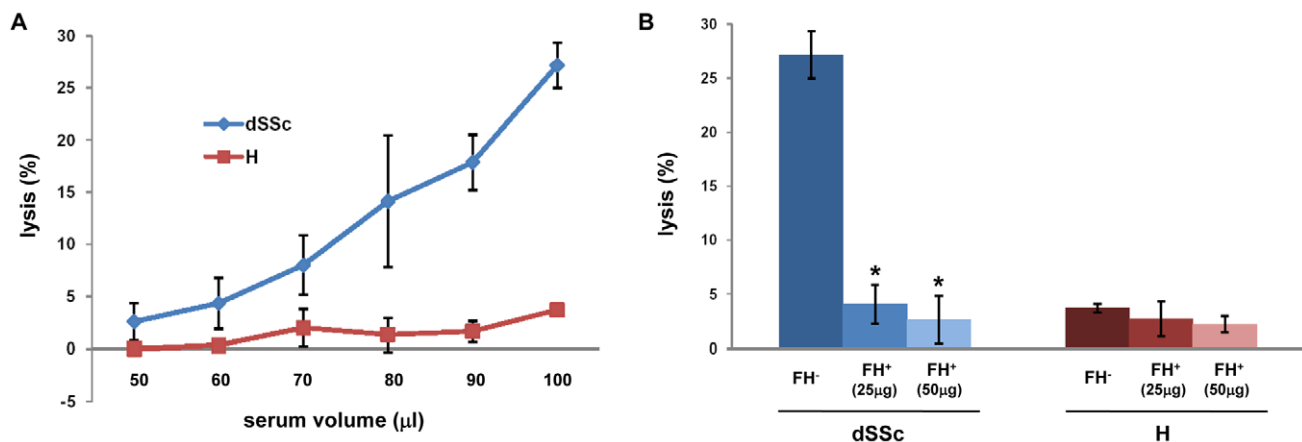 A
30
25
20
15
10
5
0
-5
lysis (%)
dSSc
H
50 60 70 80 90 100
serum volume (µl)
B
30
25
20
15
10
5
0
lysis (%)
* *
FH⁻ FH⁺ FH⁺ FH⁻ FH⁺ FH⁺
(25µg) (50µg) (25µg) (50µg)
dSSc H